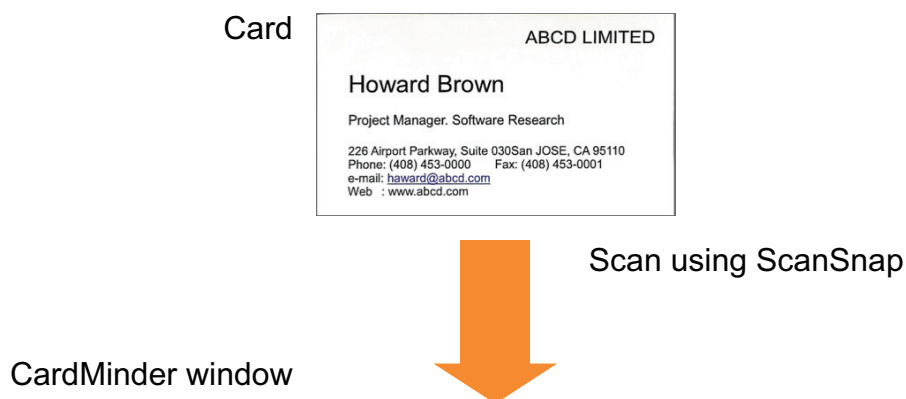 Card
ABCD LIMITED
Howard Brown
Project Manager. Software Research
226 Airport Parkway, Suite 030San JOSE, CA 95110
Phone: (408) 453-0000 Fax: (408) 453-0001
e-mail: haward@abcd.com
Web : www.abcd.com
Scan using ScanSnap
CardMinder window